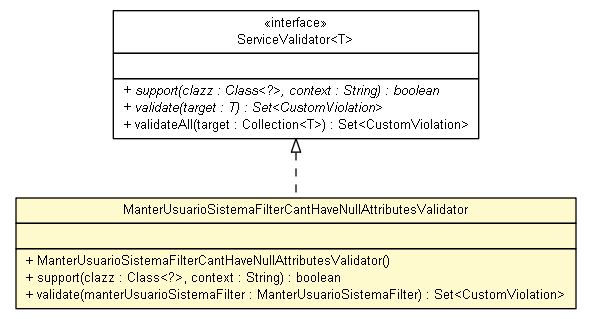 «interface»
ServiceValidator<T>
+ support(clazz : Class<?>, context : String) : boolean
+ validate(target : T) : Set<CustomViolation>
+ validateAll(target : Collection<T>) : Set<CustomViolation>
ManterUsuarioSistemaFilterCantHaveNullAttributesValidator
+ ManterUsuarioSistemaFilterCantHaveNullAttributesValidator()
+ support(clazz : Class<?>, context : String) : boolean
+ validate(manterUsuarioSistemaFilter : ManterUsuarioSistemaFilter) : Set<CustomViolation>